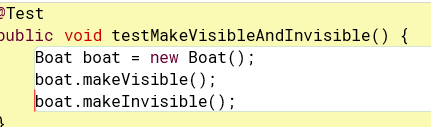 @Test
public void testMakeVisibleAndInvisible() {
Boat boat = new Boat();
boat.makeVisible();
boat.makeInvisible();
}